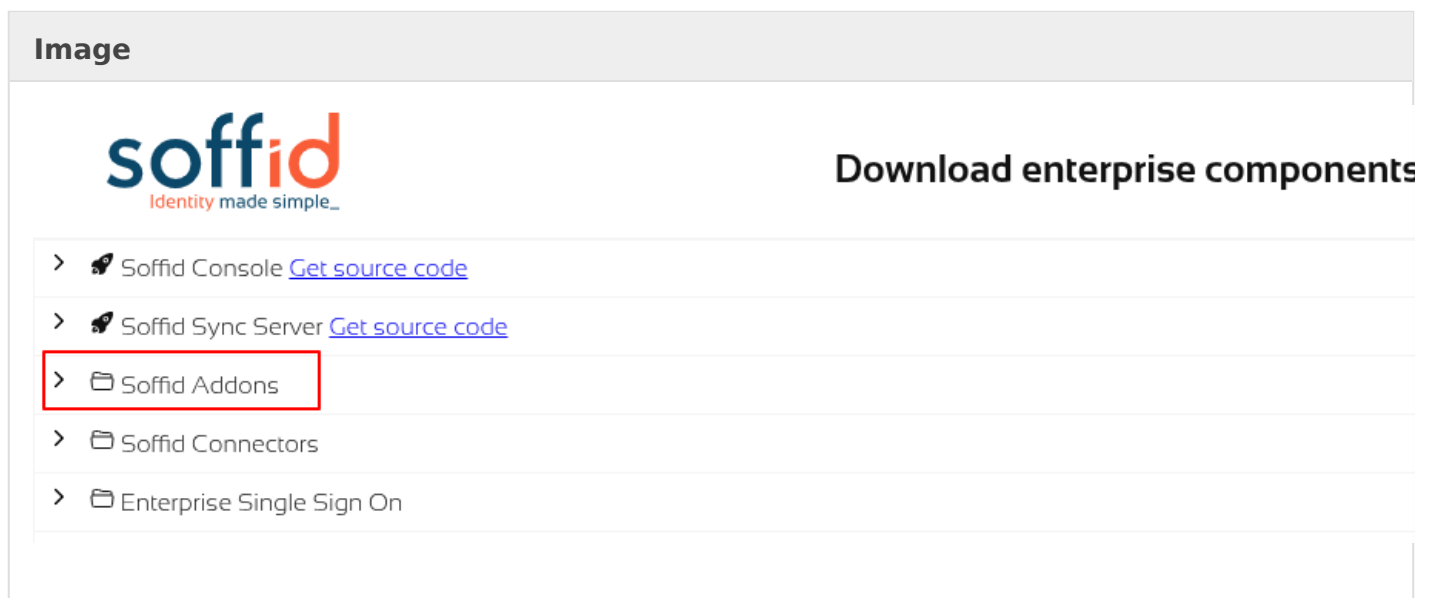 Image
soffid
Identity made simple_
Download enterprise components
Soffid Console Get source code
Soffid Sync Server Get source code
Soffid Addons
Soffid Connectors
Enterprise Single Sign On